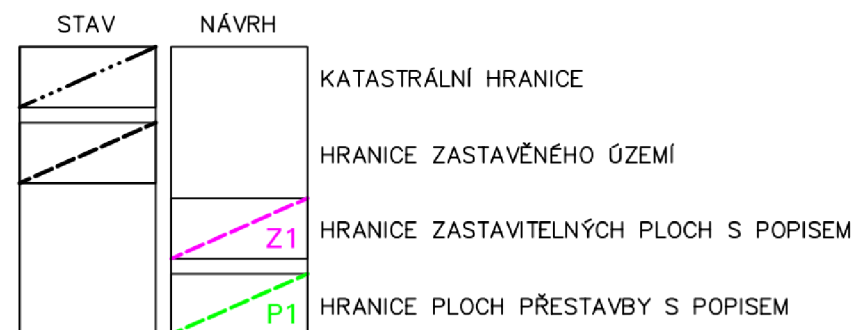 STAV NÁVRH
KATASTRÁLNÍ HRANICE
HRANICE ZASTAVĚNÉHO ÚZEMÍ
Z1 HRANICE ZASTAVITELNÝCH PLOCH S POPISEM
P1 HRANICE PLOCH PŘESTAVBY S POPISEM